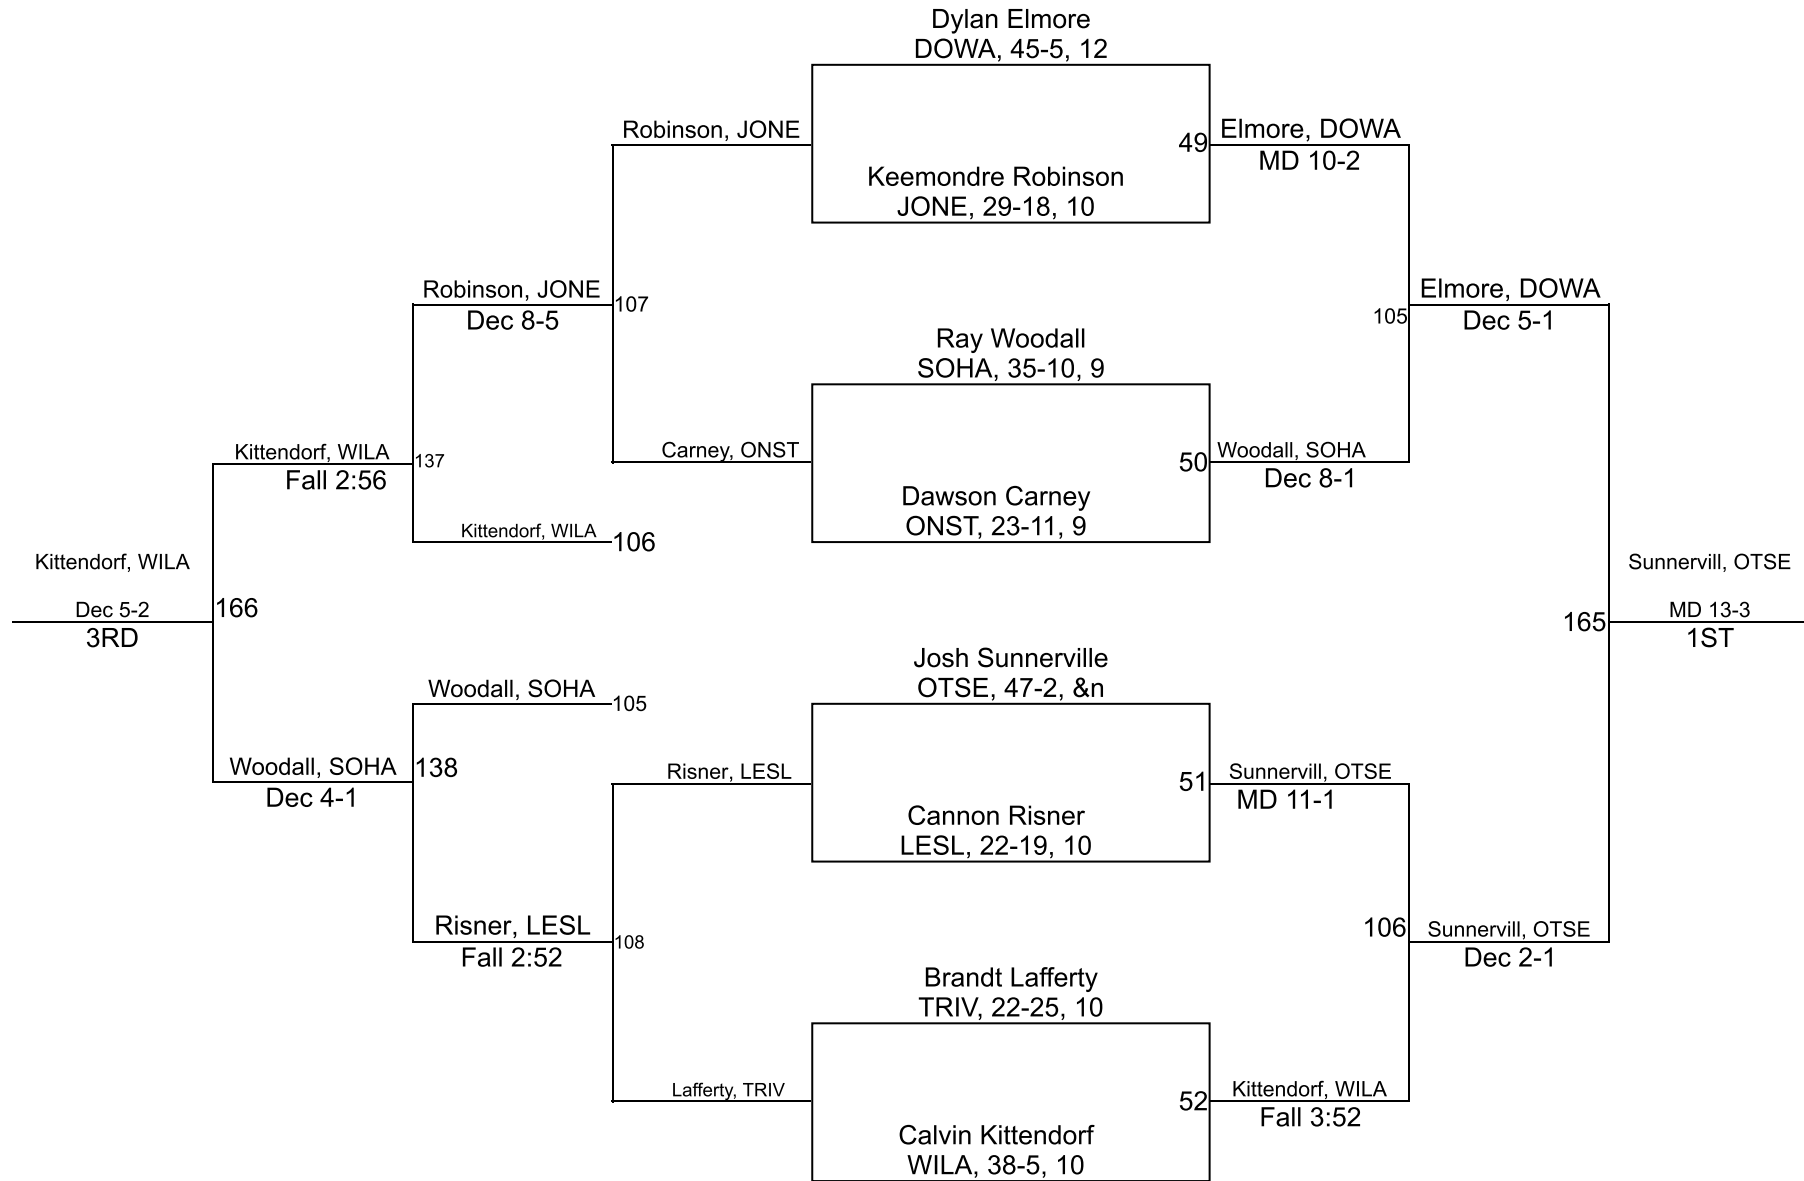 Dylan Elmore
DOWA, 45-5, 12
Robinson, JONE
49
Elmore, DOWA
MD 10-2
Keemondre Robinson
JONE, 29-18, 10
Robinson, JONE
Dec 8-5
107
105
Elmore, DOWA
Dec 5-1
Ray Woodall
SOHA, 35-10, 9
Kittendorf, WILA
Fall 2:56
137
Carney, ONST
50
Woodall, SOHA
Dec 8-1
Dawson Carney
ONST, 23-11, 9
Kittendorf, WILA
106
Kittendorf, WILA
Dec 5-2
3RD
166
Sunnervill, OTSE
165
MD 13-3
1ST
Josh Sunnerville
OTSE, 47-2, &n
Woodall, SOHA
105
Woodall, SOHA
Dec 4-1
138
Risner, LESL
51
Sunnervill, OTSE
MD 11-1
Cannon Risner
LESL, 22-19, 10
Risner, LESL
Fall 2:52
108
106
Sunnervill, OTSE
Dec 2-1
Brandt Lafferty
TRIV, 22-25, 10
Lafferty, TRIV
52
Kittendorf, WILA
Fall 3:52
Calvin Kittendorf
WILA, 38-5, 10